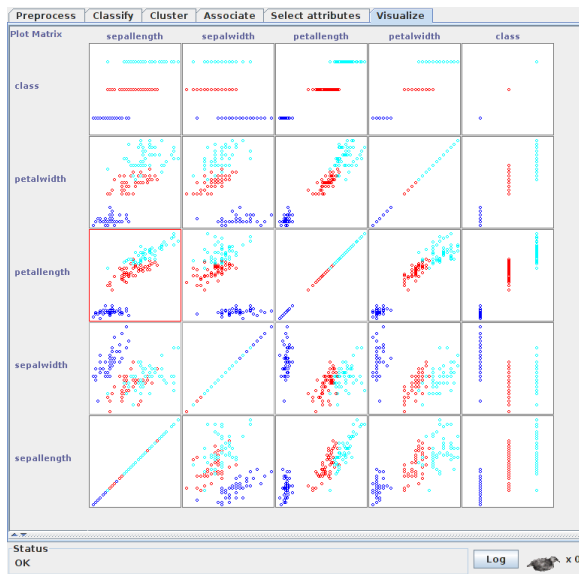 Preprocess Classify Cluster Associate Select attributes Visualize
Plot Matrix sepallength sepalwidth petallength petalwidth class
class
petalwidth
petallength
sepalwidth
sepallength
Status
OK Log x 0